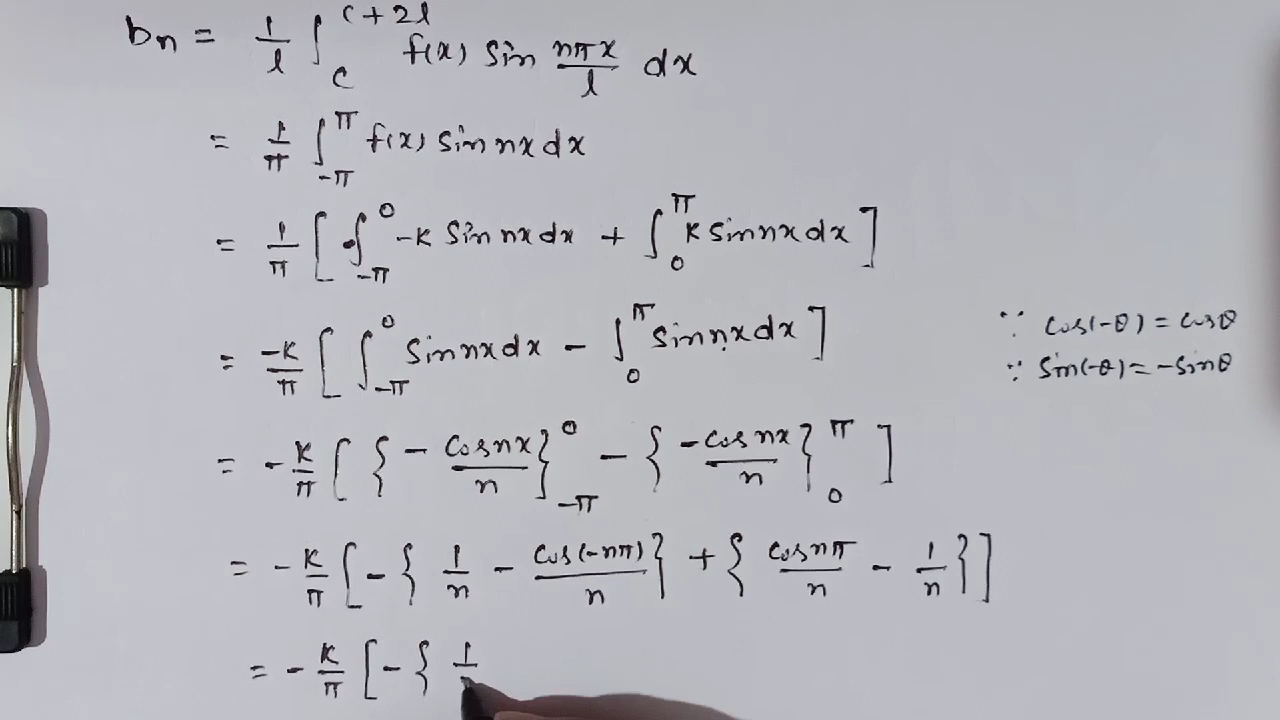 bn = 1/l ∫_c^(c+2l) f(x) sin nπx/l dx
= 1/π ∫_-π^π f(x) sin nx dx
= 1/π [ ∫_-π^0 -k sin nx dx + ∫_0^π k sin nx dx ]
= -k/π [ ∫_-π^0 sin nx dx - ∫_0^π sin nx dx ]
∵ cos(-θ) = cosθ
∵ sin(-θ) = -sinθ
= -k/π [ { - cos nx/n }_-π^0 - { -cos nx/n }_0^π ]
= -k/π [ - { 1/n - cos(-nπ)/n } + { cos nπ/n - 1/n } ]
= -k/π [ - { 1/